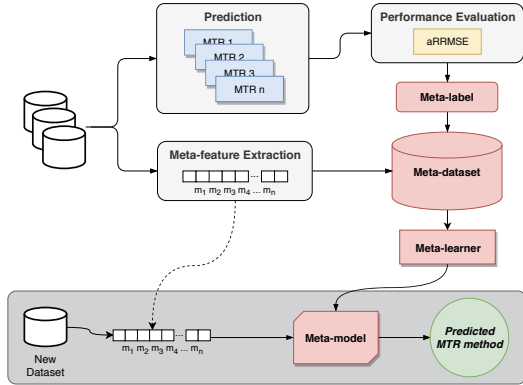 Prediction
MTR 1
MTR 2
MTR 3
MTR n
Performance Evaluation
aRRMSE
Meta-label
Meta-feature Extraction
...
m1 m2 m3 m4 ... mn
Meta-dataset
Meta-learner
New
Dataset
...
m1 m2 m3 m4 ... mn
Meta-model
Predicted
MTR method